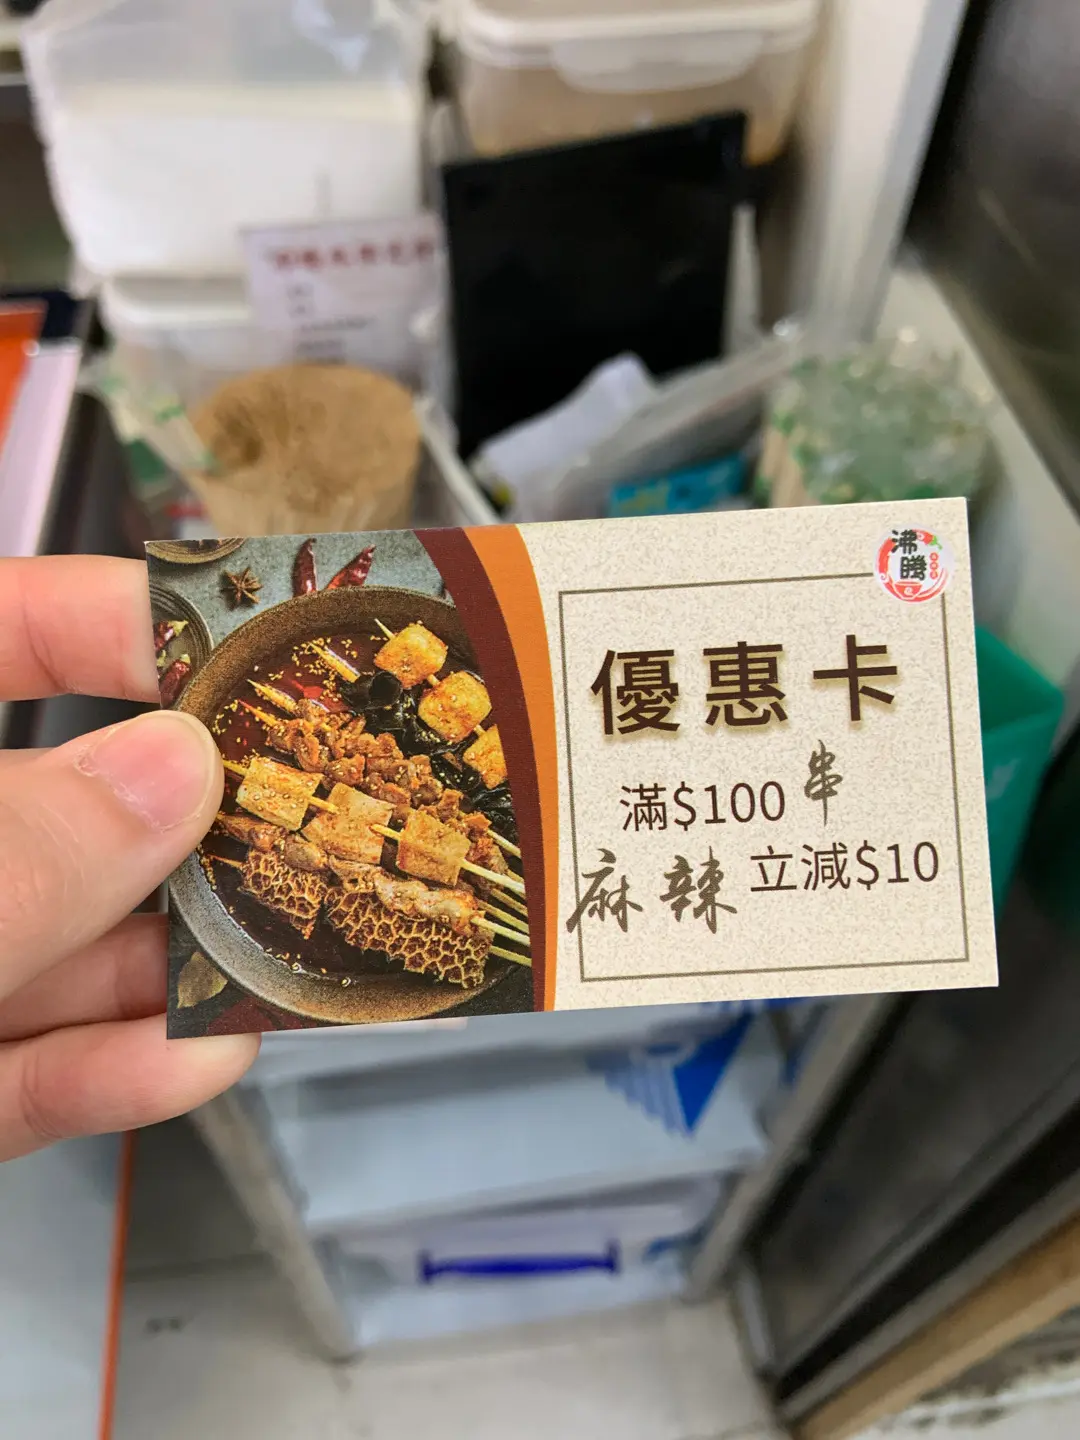 沸
騰
優惠卡
滿$100 串
麻辣 立減$10